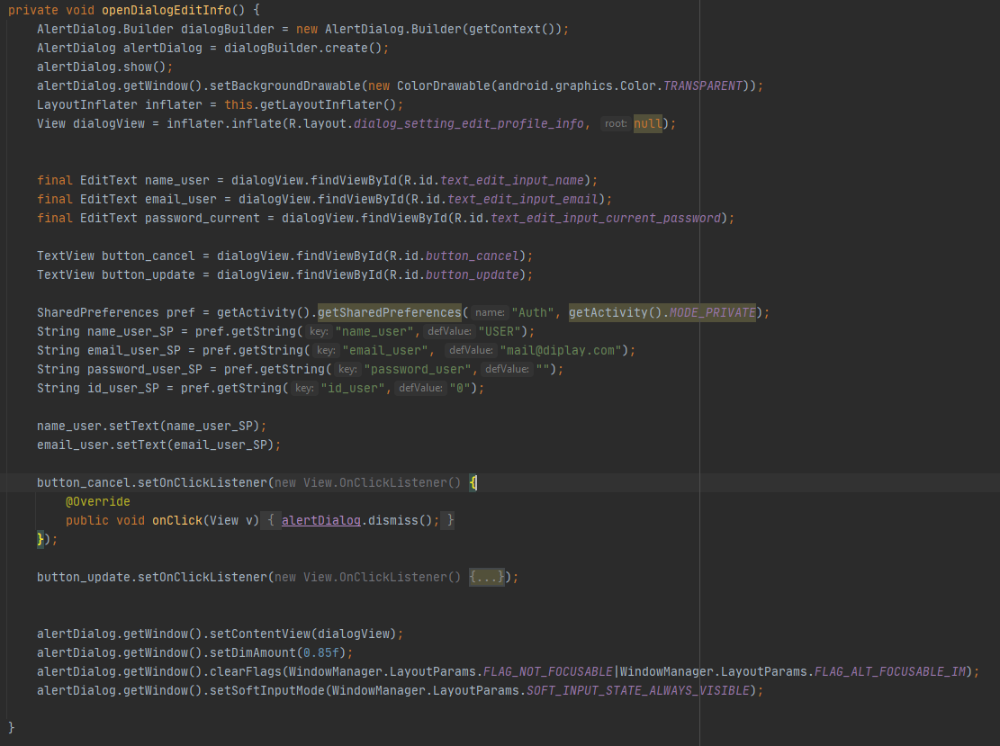 private void openDialogEditInfo() {
    AlertDialog.Builder dialogBuilder = new AlertDialog.Builder(getContext());
    AlertDialog alertDialog = dialogBuilder.create();
    alertDialog.show();
    alertDialog.getWindow().setBackgroundDrawable(new ColorDrawable(android.graphics.Color.TRANSPARENT));
    LayoutInflater inflater = this.getLayoutInflater();
    View dialogView = inflater.inflate(R.layout.dialog_setting_edit_profile_info, root: null);
    final EditText name_user = dialogView.findViewById(R.id.text_edit_input_name);
    final EditText email_user = dialogView.findViewById(R.id.text_edit_input_email);
    final EditText password_current = dialogView.findViewById(R.id.text_edit_input_current_password);
    TextView button_cancel = dialogView.findViewById(R.id.button_cancel);
    TextView button_update = dialogView.findViewById(R.id.button_update);
    SharedPreferences pref = getActivity().getSharedPreferences( name: "Auth", getActivity().MODE_PRIVATE);
    String name_user_SP = pref.getString( key: "name_user", defValue: "USER");
    String email_user_SP = pref.getString( key: "email_user", defValue: "mail@diplay.com");
    String password_user_SP = pref.getString( key: "password_user", defValue: "");
    String id_user_SP = pref.getString( key: "id_user", defValue: "0");
    name_user.setText(name_user_SP);
    email_user.setText(email_user_SP);
    button_cancel.setOnClickListener(new View.OnClickListener() {
        @Override
        public void onClick(View v) { alertDialog.dismiss(); }
    });
    button_update.setOnClickListener(new View.OnClickListener() {...});
    alertDialog.getWindow().setContentView(dialogView);
    alertDialog.getWindow().setDimAmount(0.85f);
    alertDialog.getWindow().clearFlags(WindowManager.LayoutParams.FLAG_NOT_FOCUSABLE|WindowManager.LayoutParams.FLAG_ALT_FOCUSABLE_IM);
    alertDialog.getWindow().setSoftInputMode(WindowManager.LayoutParams.SOFT_INPUT_STATE_ALWAYS_VISIBLE);
}